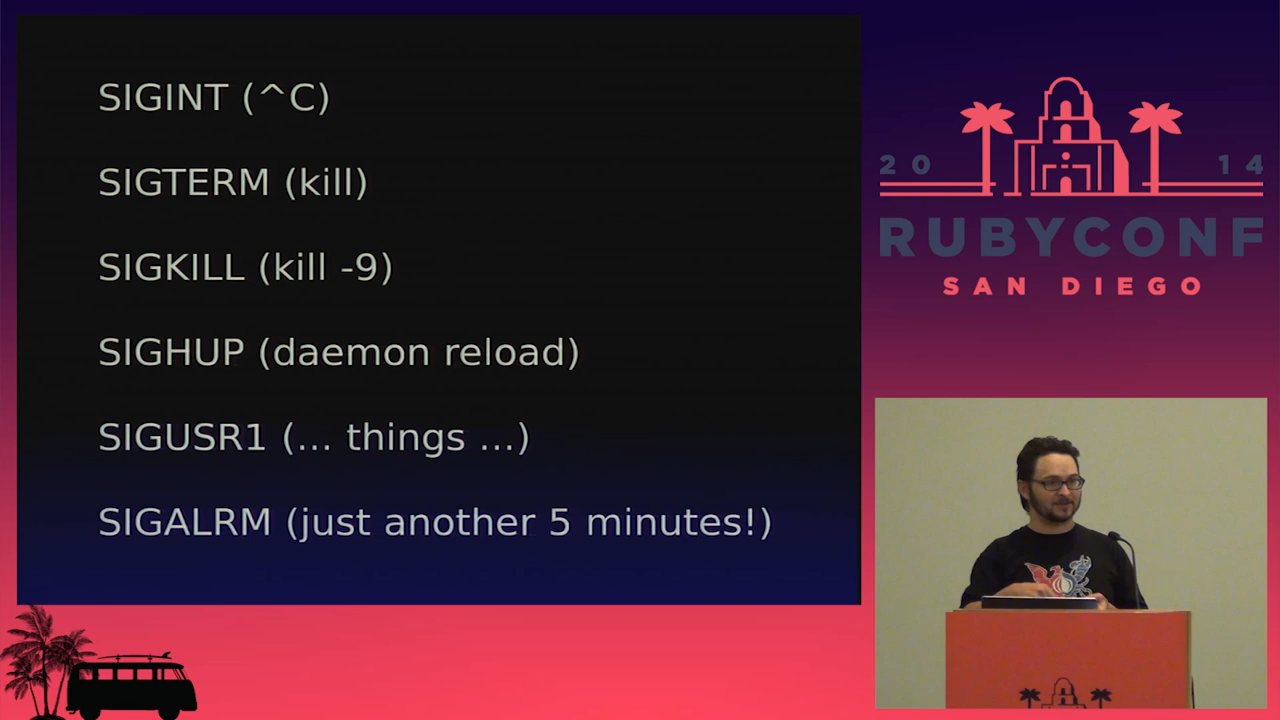 SIGINT (^C)
SIGTERM (kill)
SIGKILL (kill -9)
SIGHUP (daemon reload)
SIGUSR1 (... things ...)
SIGALRM (just another 5 minutes!)
20 14
RUBYCONF
SAN DIEGO